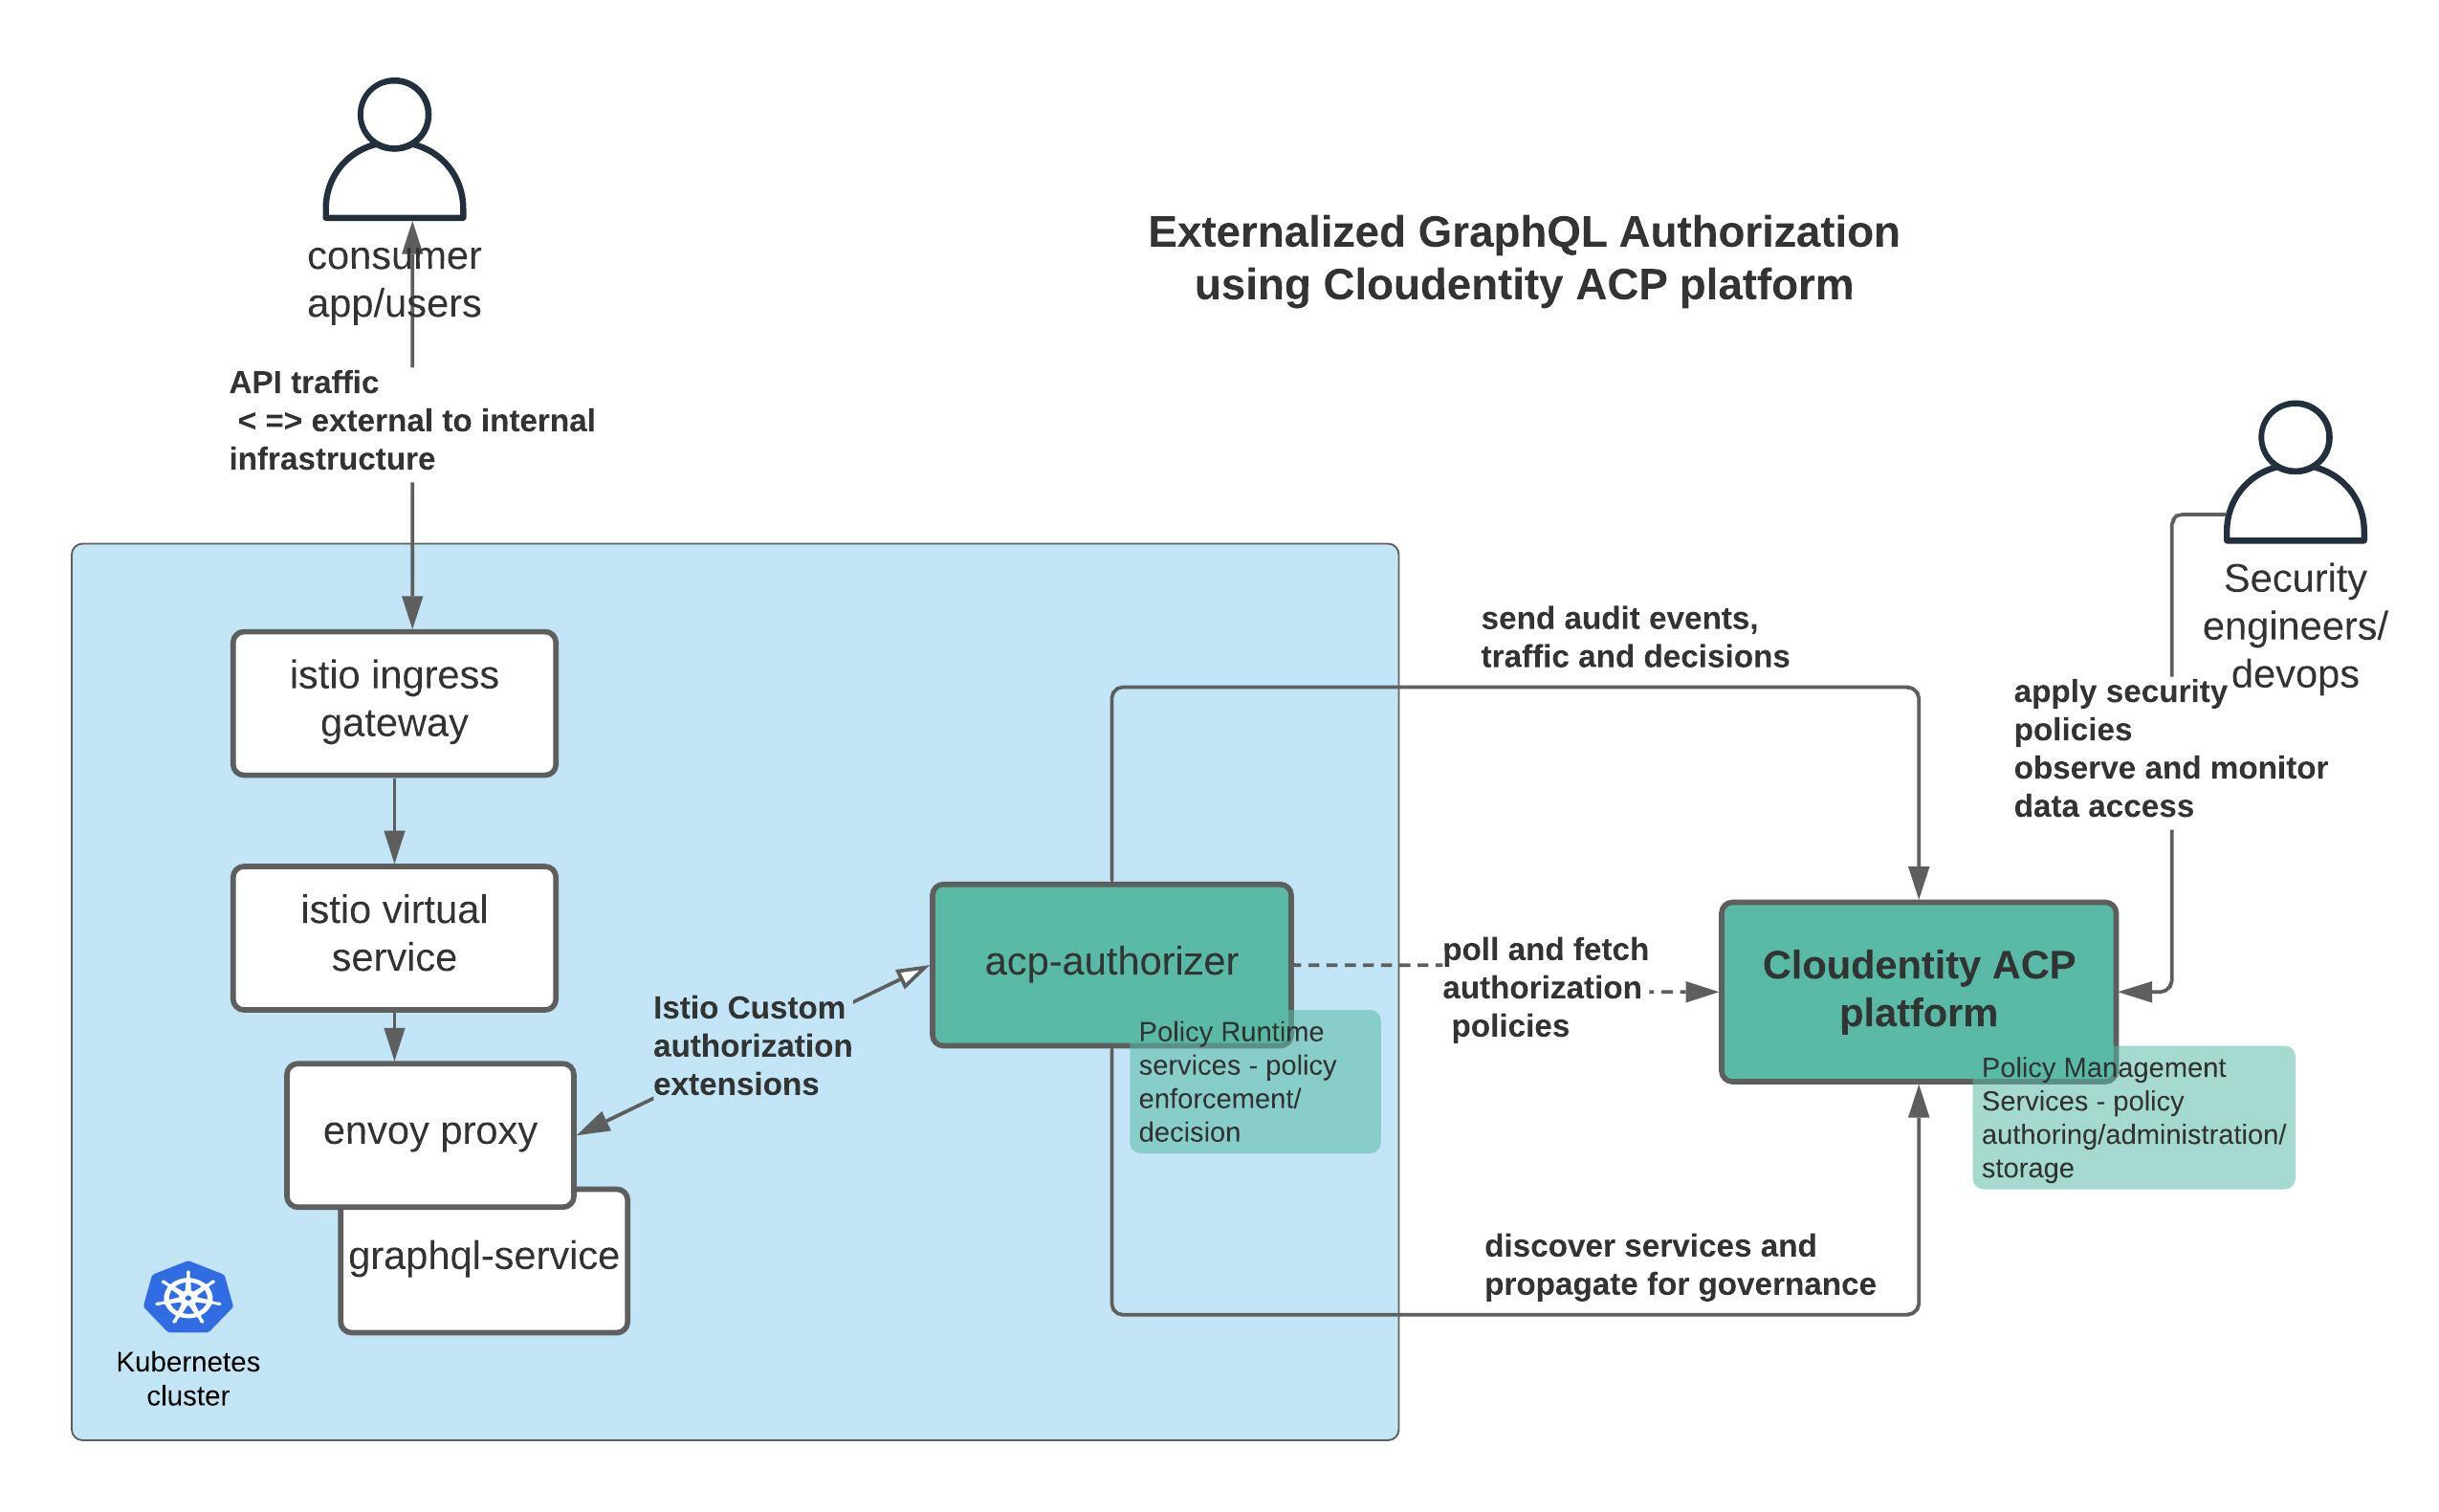 consumer
app/users
Externalized GraphQL Authorization
using Cloudentity ACP platform
API traffic
< => external to internal
infrastructure
Security
engineers/
devops
apply security
policies
observe and monitor
data access
send audit events,
traffic and decisions
istio ingress
gateway
istio virtual
service
envoy proxy
graphql-service
Istio Custom
authorization
extensions
acp-authorizer
Policy Runtime
services - policy
enforcement/
decision
poll and fetch
authorization
policies
Cloudentity ACP
platform
Policy Management
Services - policy
authoring/administration/
storage
discover services and
propagate for governance
Kubernetes
cluster